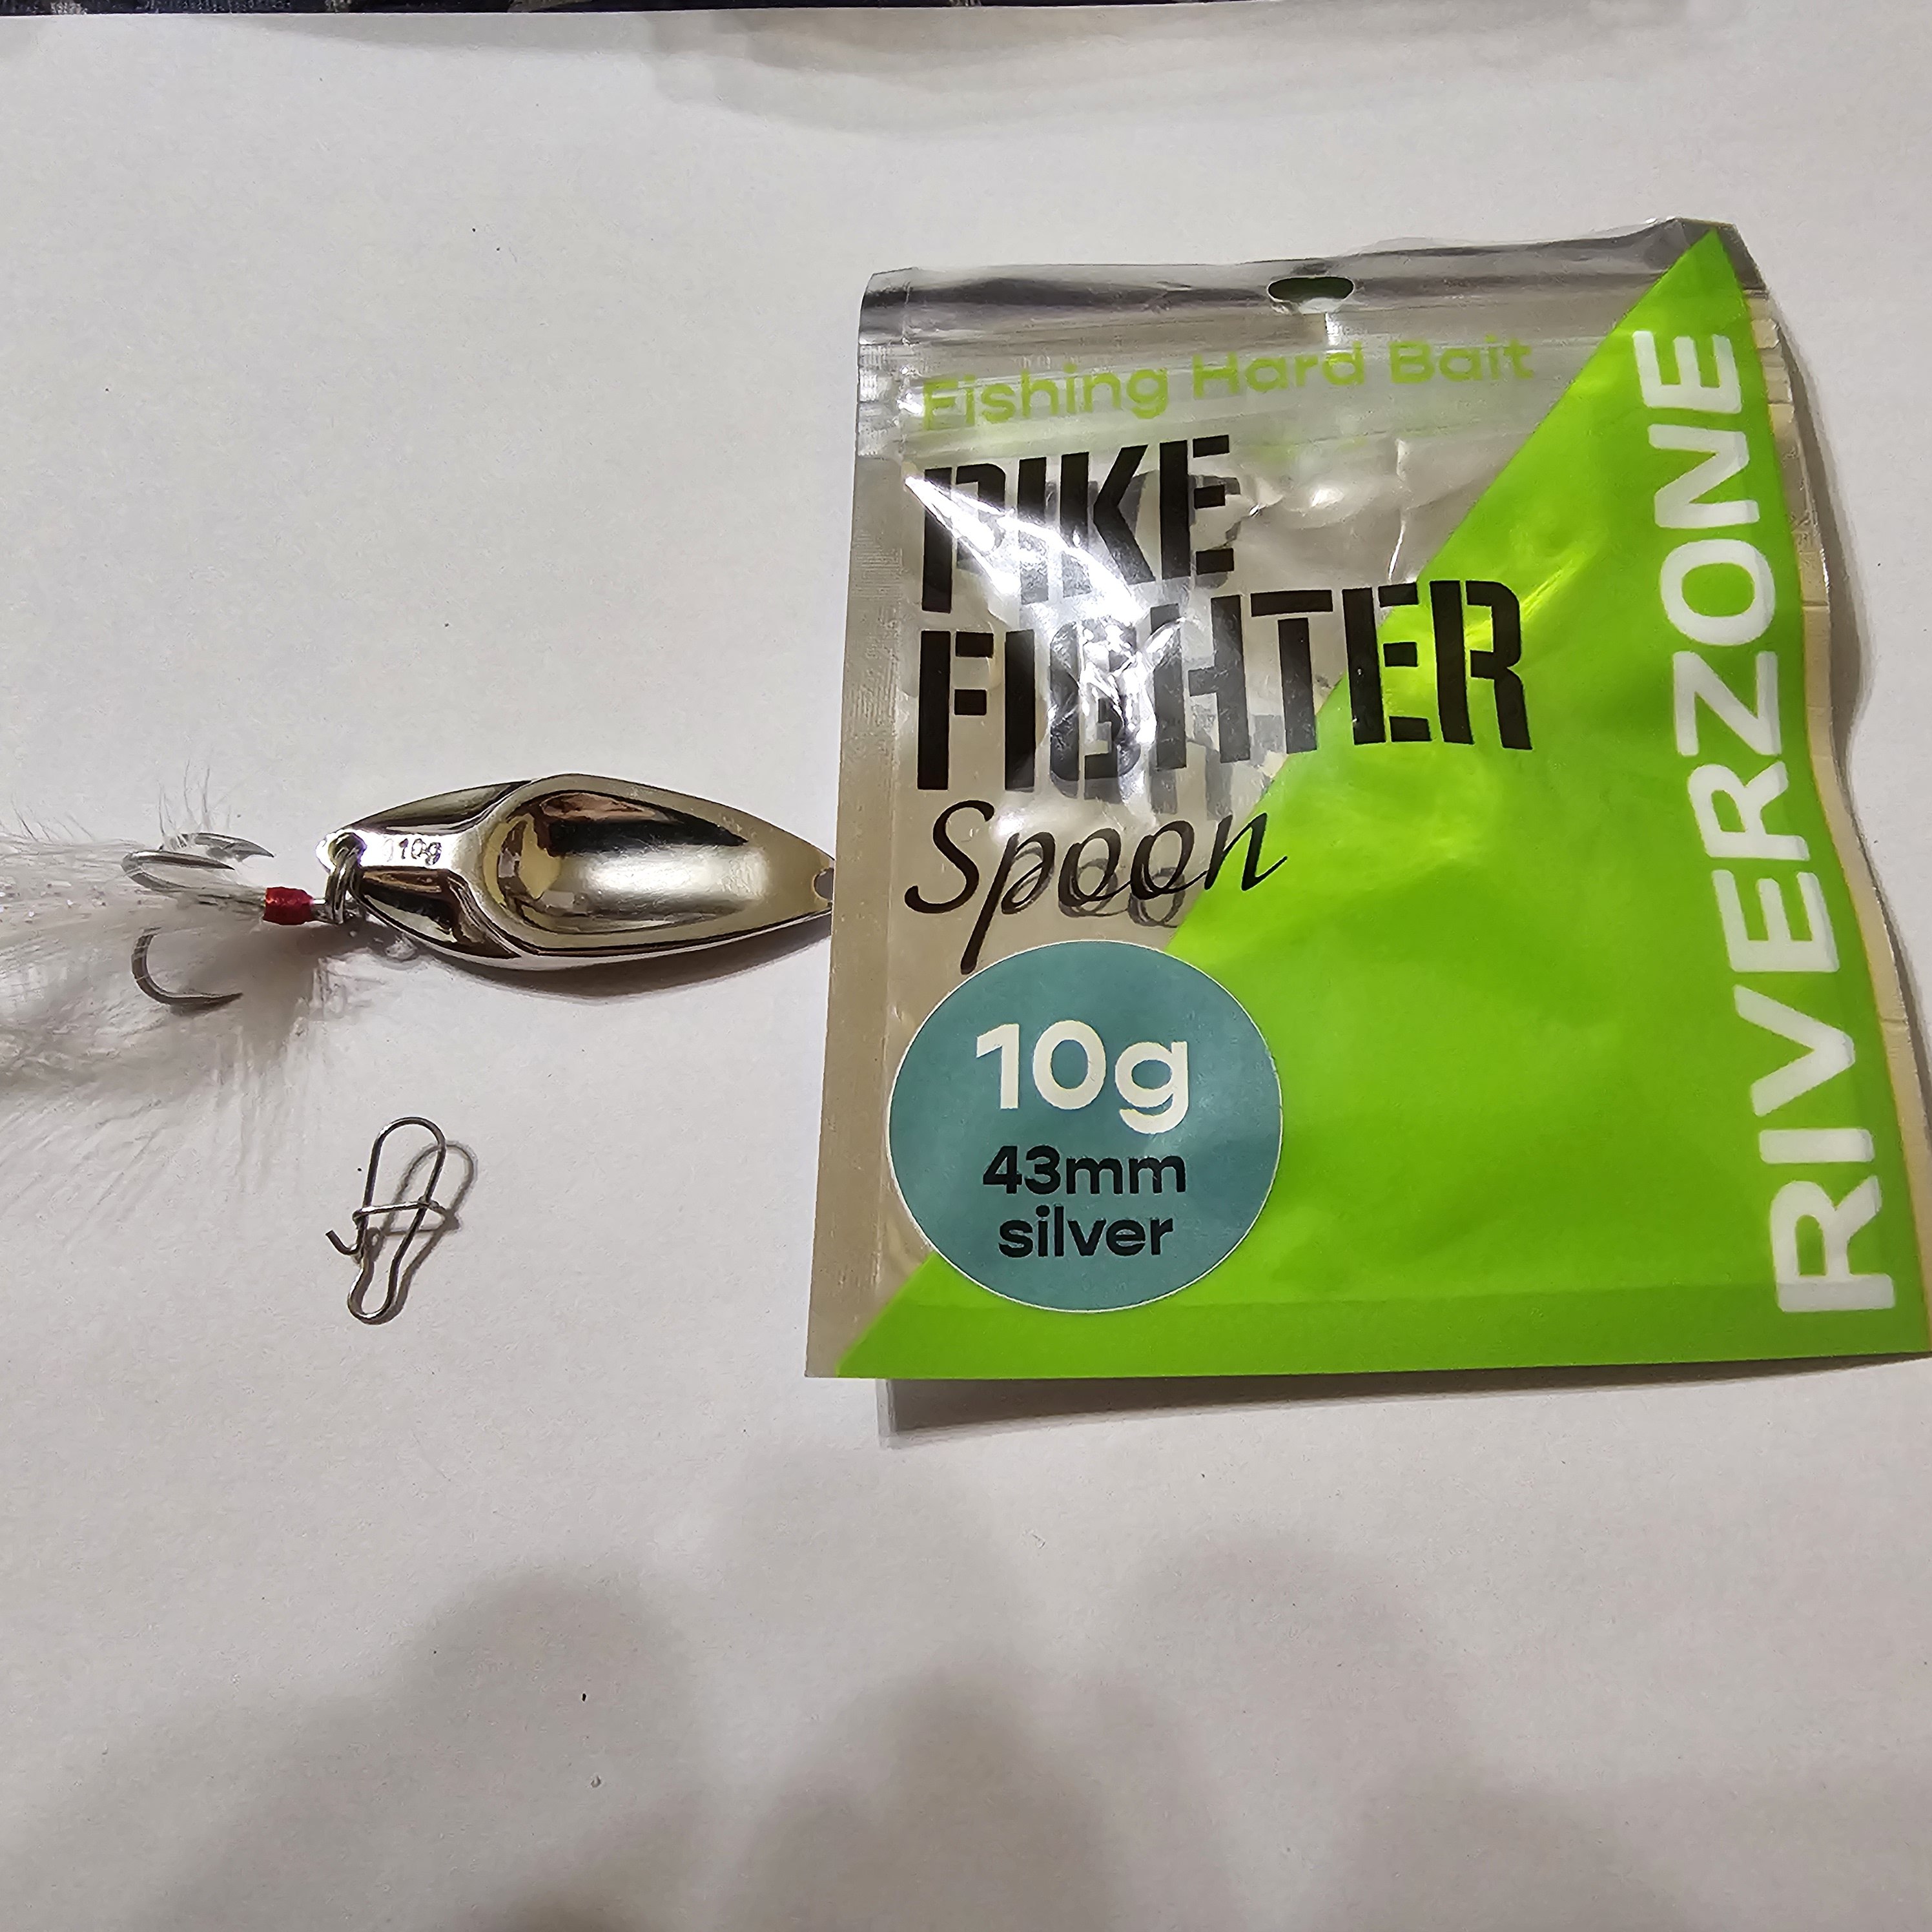 Fishing Hard Bait
PIKE
FIGHTER
Spoon
10g
43mm
silver
RIVERZONE
10g